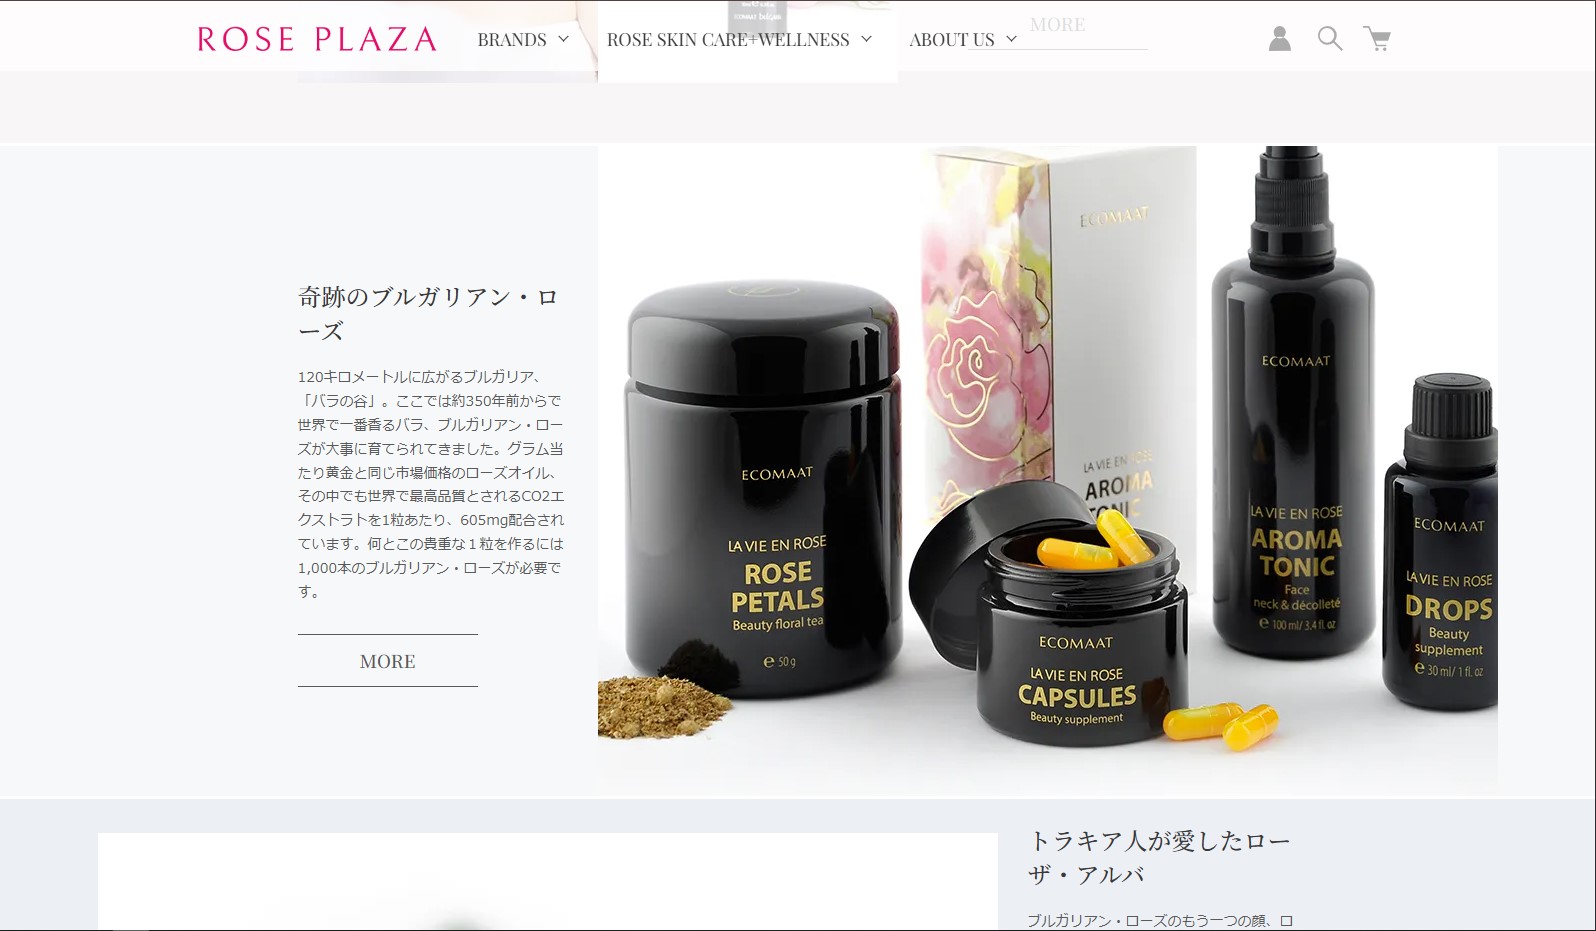 MORE
ROSE PLAZA
BRANDS
ROSE SKIN CARE+WELLNESS
ABOUT US
奇跡のブルガリアン・ロ
ーズ
120キロメートルに広がるブルガリア、
「バラの谷」。ここでは約350年前からで
世界で一番香るバラ、ブルガリアン・ロー
ズが大事に育てられてきました。グラム当
たり黄金と同じ市場価格のローズオイル、
その中でも世界で最高品質とされるCO2エ
クストラトを1粒あたり、605mg配合され
ています。何とこの貴重な１粒を作るには
1,000本のブルガリアン・ローズが必要で
す。
MORE
ECOMAAT
LA VIE EN ROSE
ROSE
PETALS
Beauty floral tea
℮ 50 g
ECOMAAT
LA VIE EN ROSE
AROMA
TONIC
ECOMAAT
LA VIE EN ROSE
CAPSULES
Beauty supplement
ECOMAAT
LA VIE EN ROSE
AROMA
TONIC
Face
neck & décolleté
℮ 100 ml/ 3.4 fl. oz
ECOMAAT
LA VIE EN ROSE
DROPS
Beauty
supplement
℮ 30 ml/ 1 fl. oz
トラキア人が愛したロー
ザ・アルバ
ブルガリアン・ローズのもう一つの顔、ロ